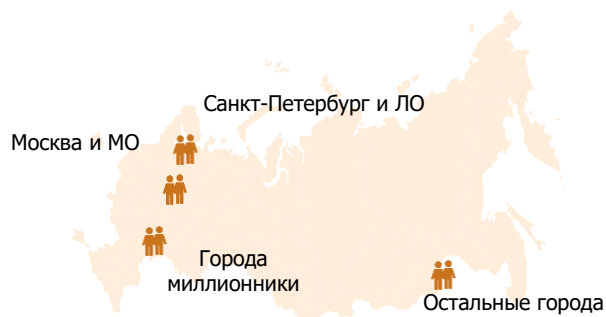 Санкт-Петербург и ЛО
Москва и МО
Города
миллионники
Остальные города